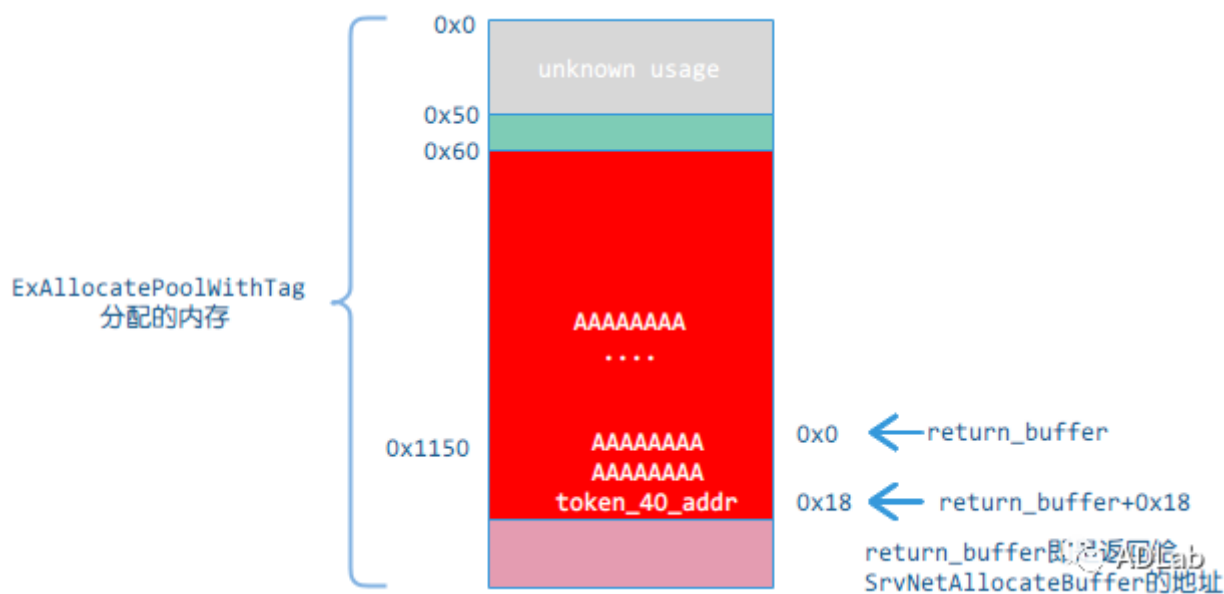 0x0
unknown usage
0x50
0x60
ExAllocatePoolWithTag
分配的内存
AAAAAAAA
....
0x1150
AAAAAAAA
AAAAAAAA
token_40_addr
0x0
return_buffer
0x18
return_buffer+0x18
return_buffer
ADLab
SrvNetAllocateBuffer的地址